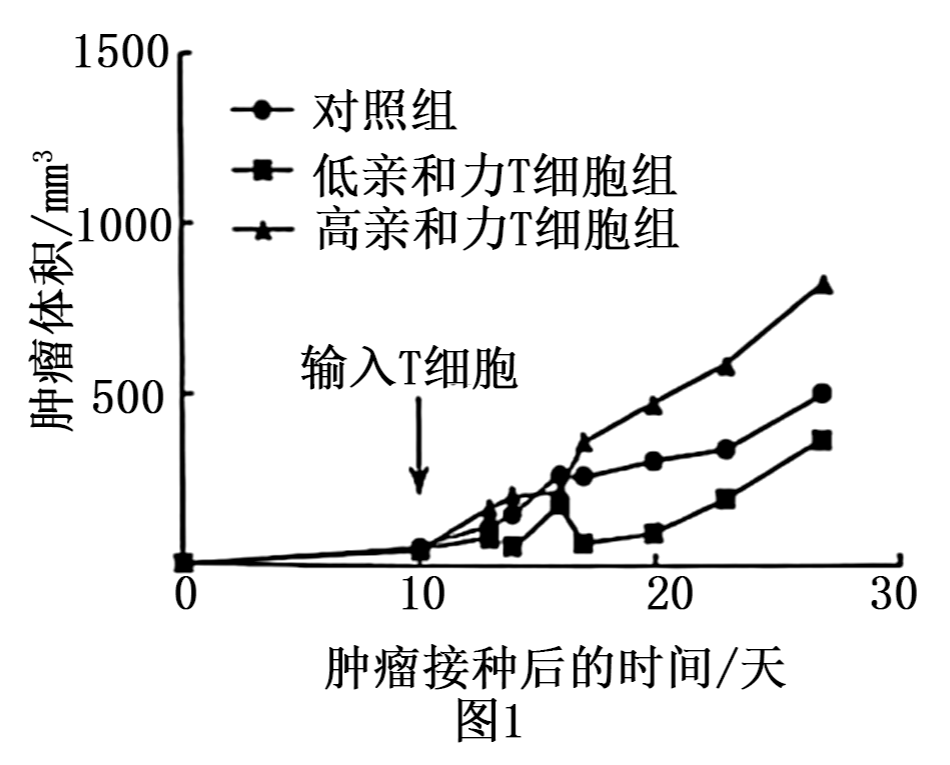 1500
1000
500
肿瘤体积/mm³
对照组
低亲和力T细胞组
高亲和力T细胞组
输入T细胞
0 10 20 30
肿瘤接种后的时间/天
图1